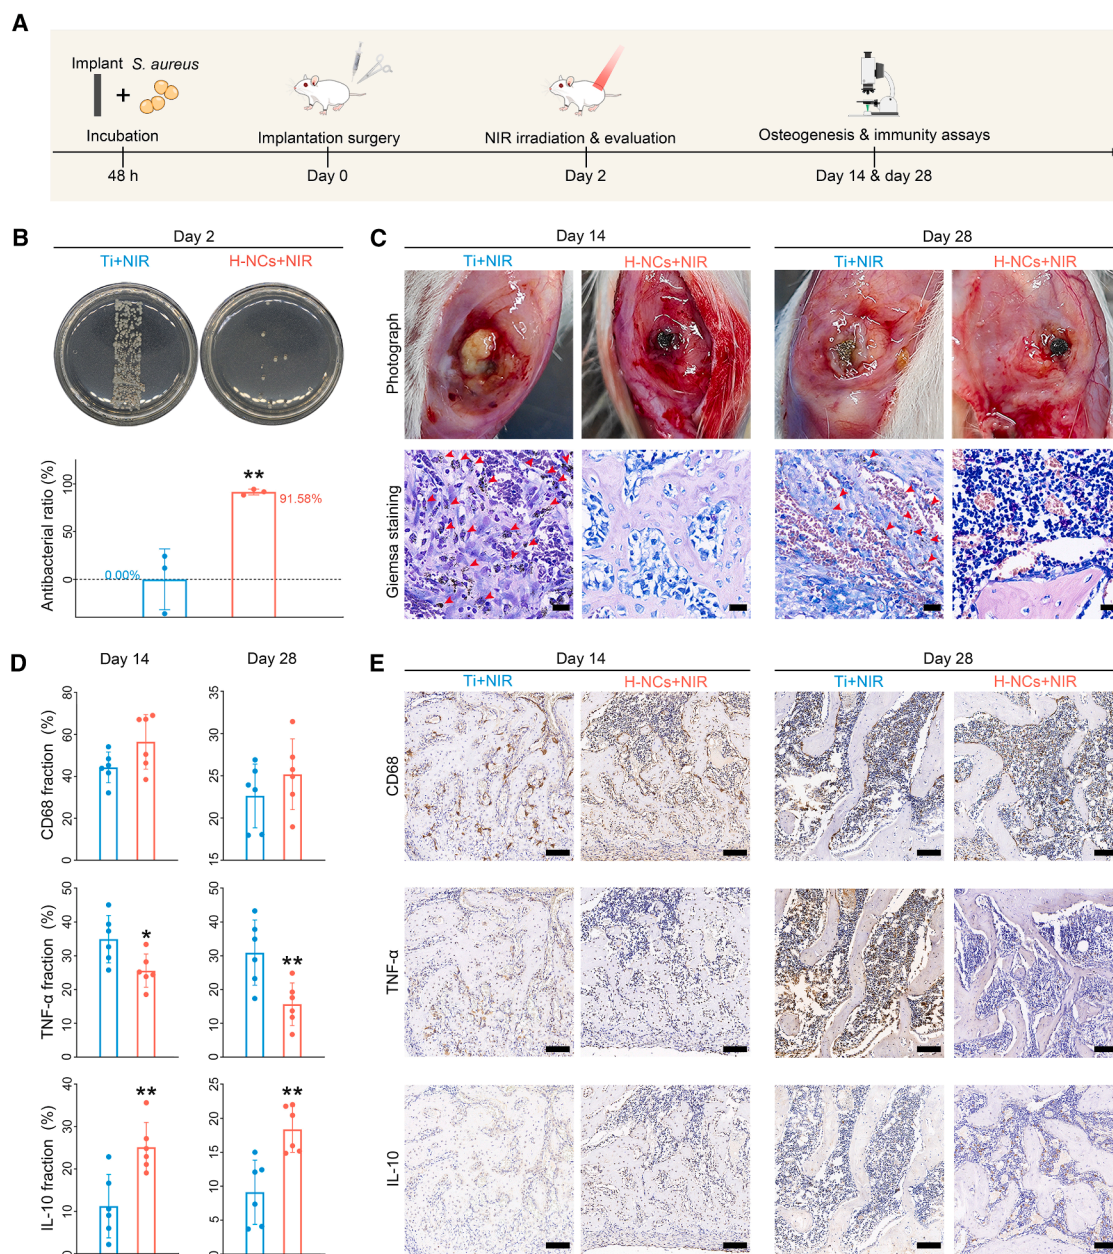 A
Implant S. aureus
+
Incubation
Implantation surgery
NIR irradiation & evaluation
Osteogenesis & immunity assays
48 h
Day 0
Day 2
Day 14 & day 28
B
Day 2
Ti+NIR
H-NCs+NIR
Antibacterial ratio (%)
100
50
0
0.00%
**
91.58%
C
Day 14
Day 28
Ti+NIR
H-NCs+NIR
Ti+NIR
H-NCs+NIR
Photograph
Giemsa staining
D
Day 14
Day 28
CD68 fraction (%)
80
60
40
20
0
35
30
25
20
15
TNF-α fraction (%)
50
40
30
20
10
0
*
50
40
30
20
10
0
**
IL-10 fraction (%)
40
30
20
10
0
**
25
20
15
10
5
0
**
E
Day 14
Day 28
Ti+NIR
H-NCs+NIR
Ti+NIR
H-NCs+NIR
CD68
TNF-α
IL-10